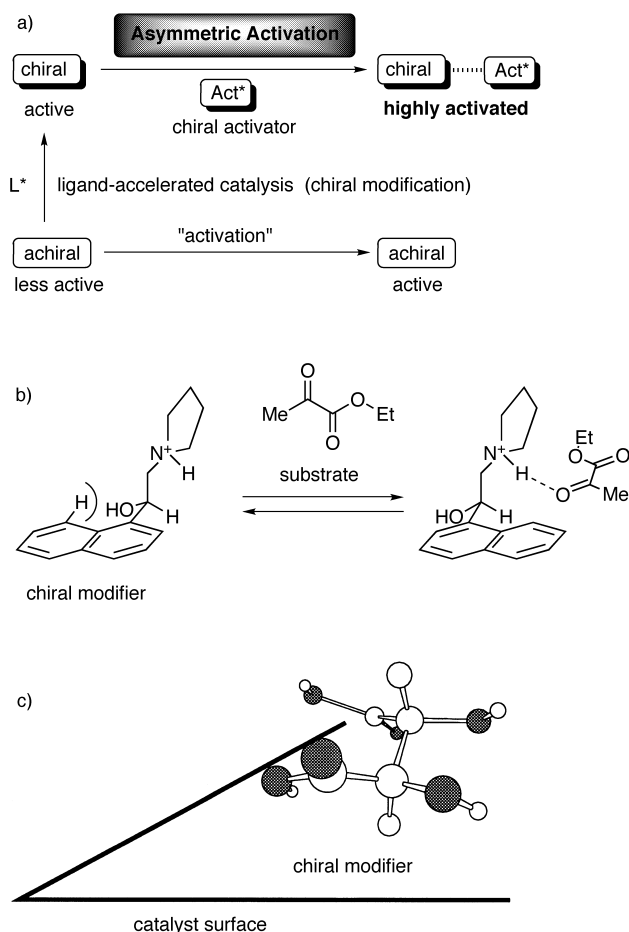 a)
Asymmetric Activation
chiral
Act*
chiral
Act*
active
chiral activator
highly activated
L*
ligand-accelerated catalysis (chiral modification)
achiral
"activation"
achiral
less active
active
b)
O
Me
O
Et
O
N+
H
substrate
H
HO
H
chiral modifier
N+
H
Et
O
O
O
Me
HO
H
c)
chiral modifier
catalyst surface